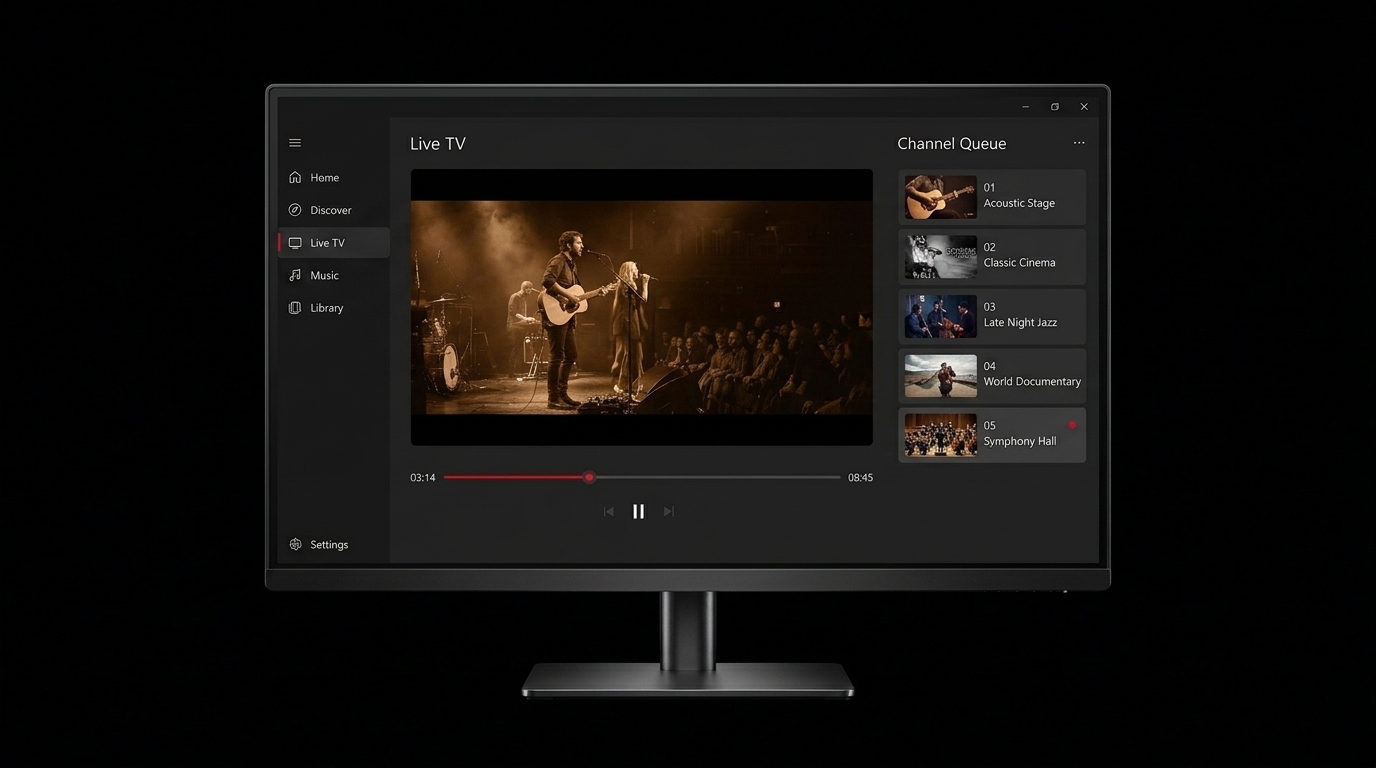 Live TV
Channel Queue
Home
Discover
Live TV
Music
Library
Settings
03:14
08:45
01
Acoustic Stage
02
Classic Cinema
03
Late Night Jazz
04
World Documentary
05
Symphony Hall